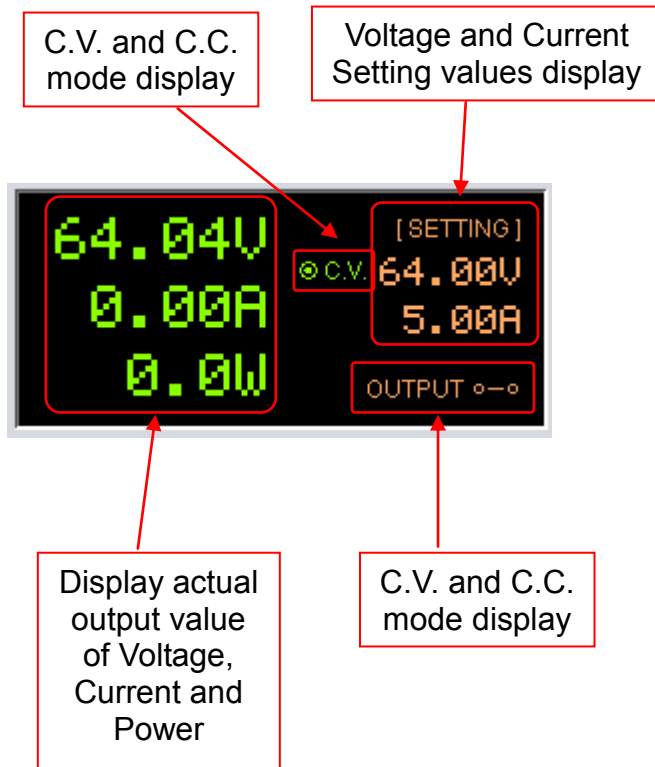 C.V. and C.C.
mode display
Voltage and Current
Setting values display
64.04V
0.00A
0.0W
C.V.
[SETTING]
64.00V
5.00A
OUTPUT
Display actual
output value
of Voltage,
Current and
Power
C.V. and C.C.
mode display